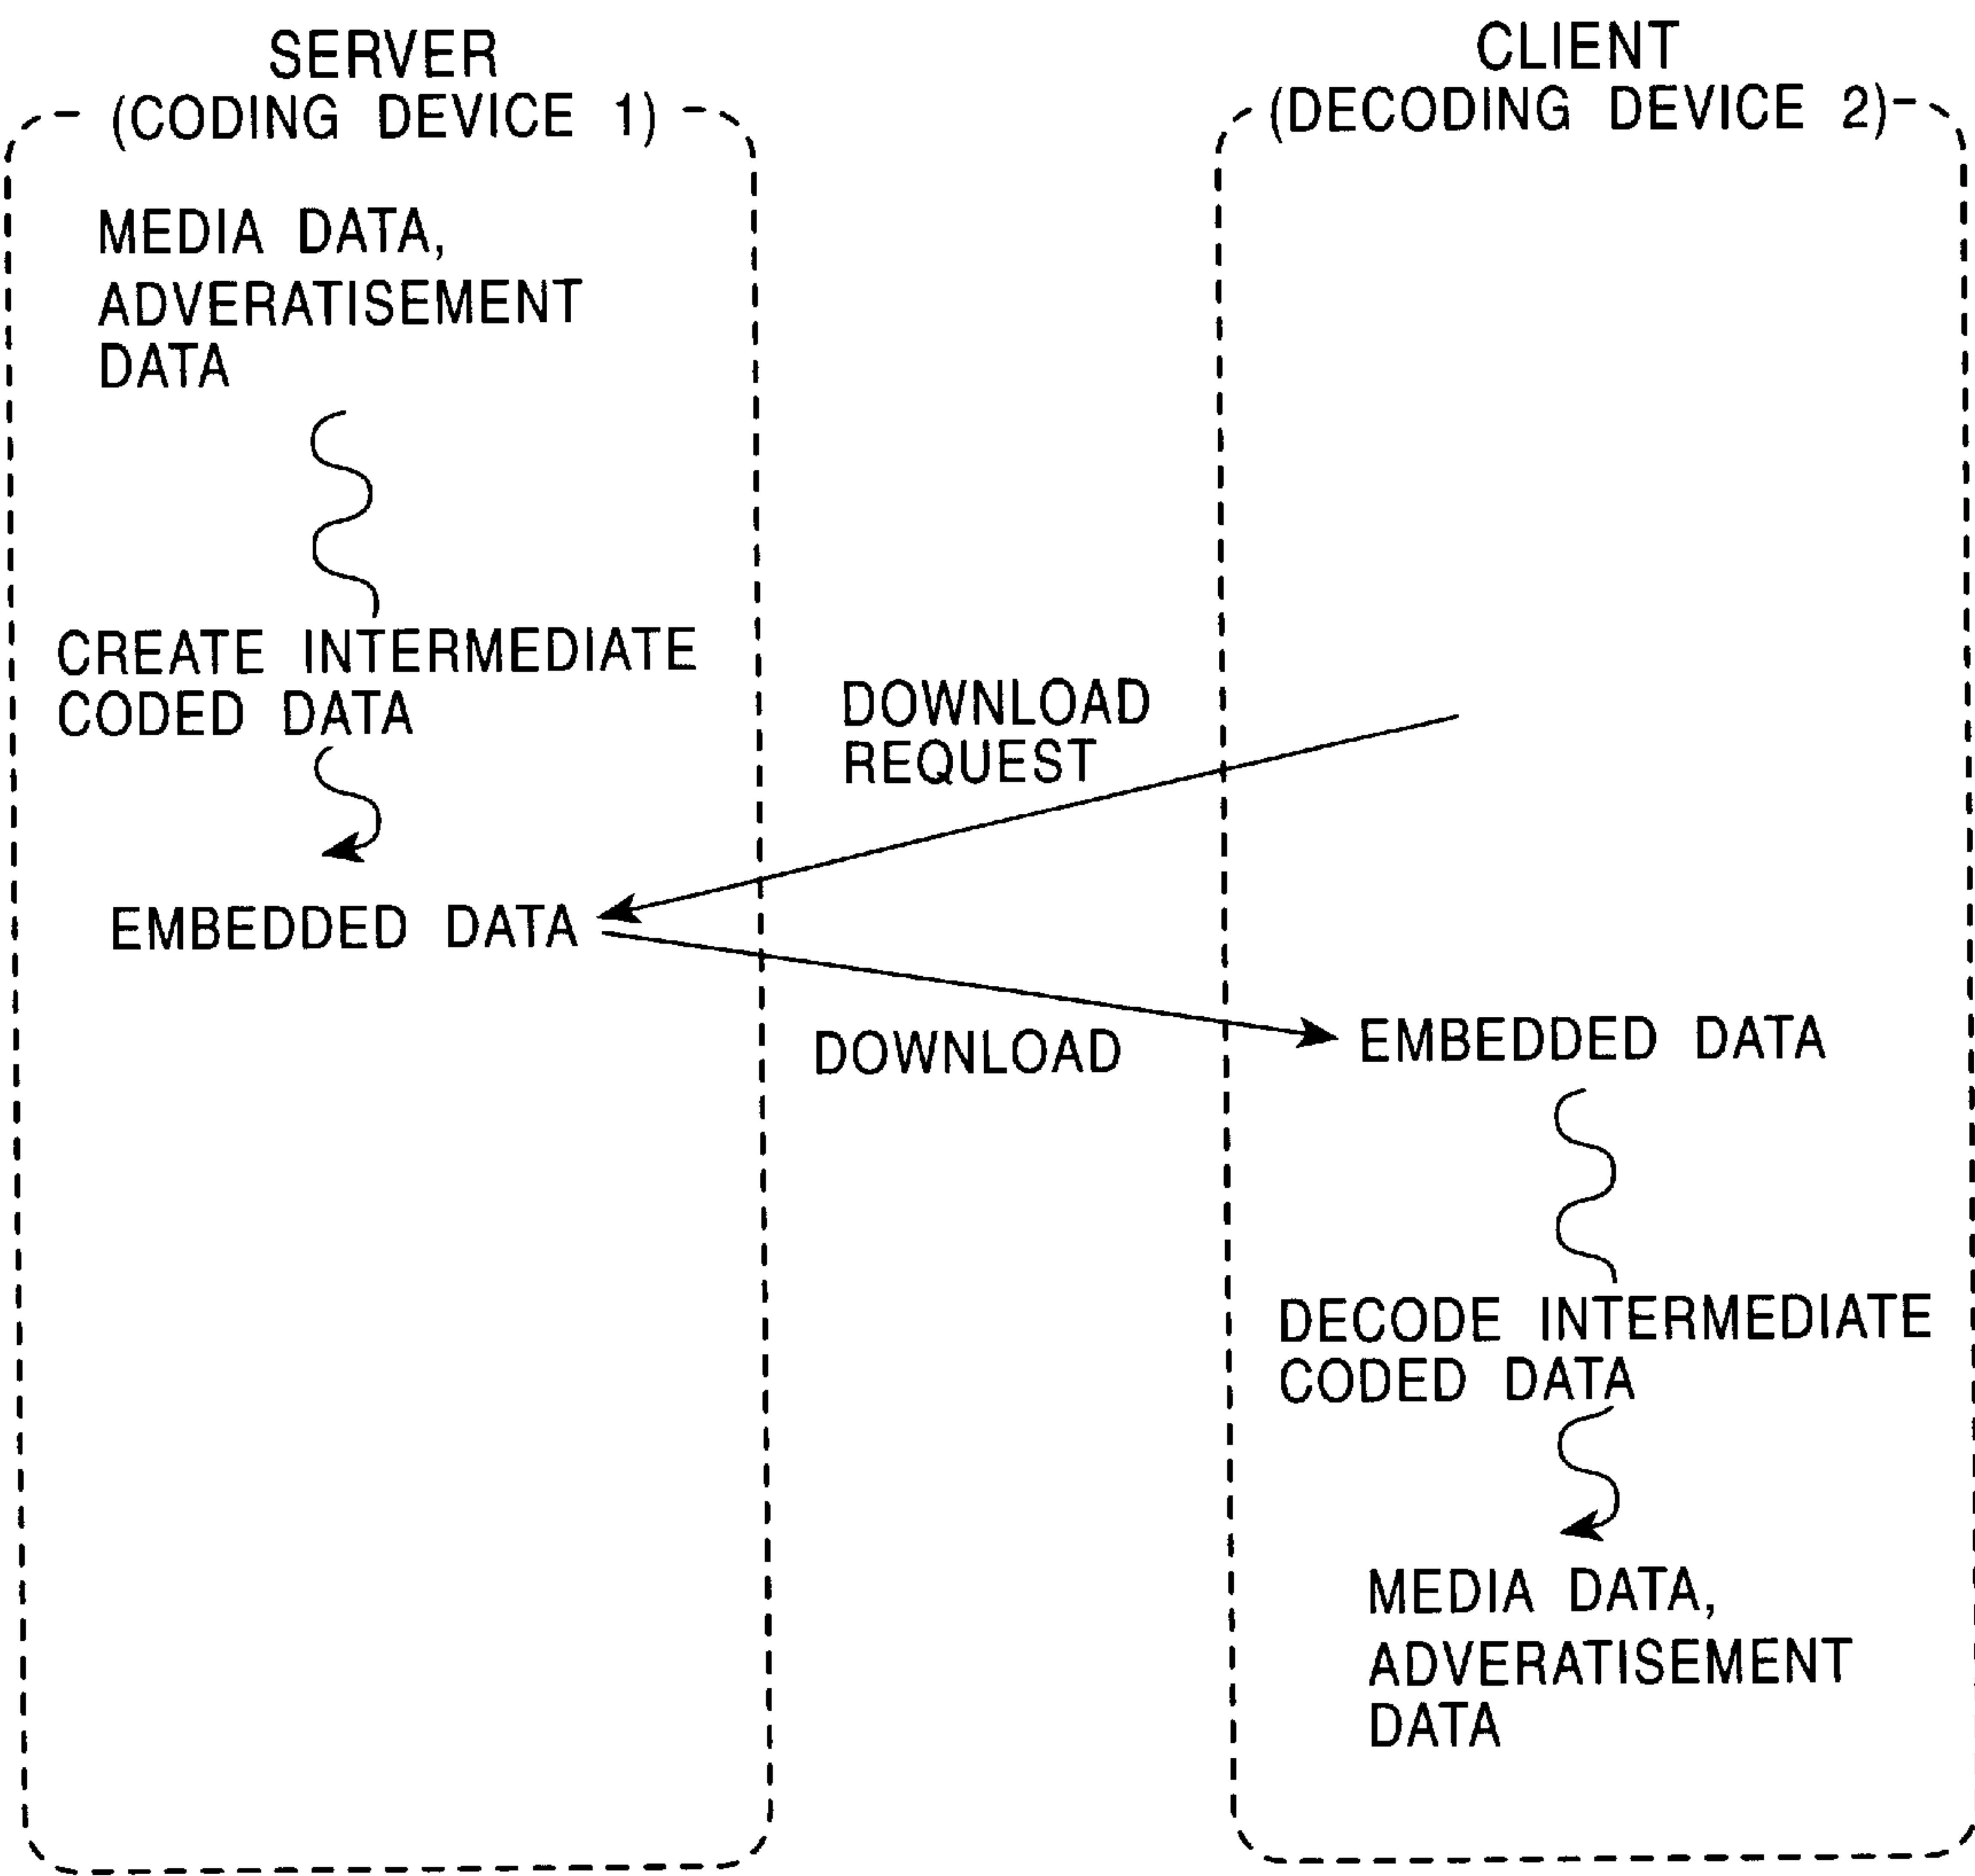 SERVER
(CODING DEVICE 1)
MEDIA DATA,
ADVERATISEMENT
DATA
CREATE INTERMEDIATE
CODED DATA
EMBEDDED DATA
DOWNLOAD
REQUEST
DOWNLOAD
CLIENT
(DECODING DEVICE 2)
EMBEDDED DATA
DECODE INTERMEDIATE
CODED DATA
MEDIA DATA,
ADVERATISEMENT
DATA